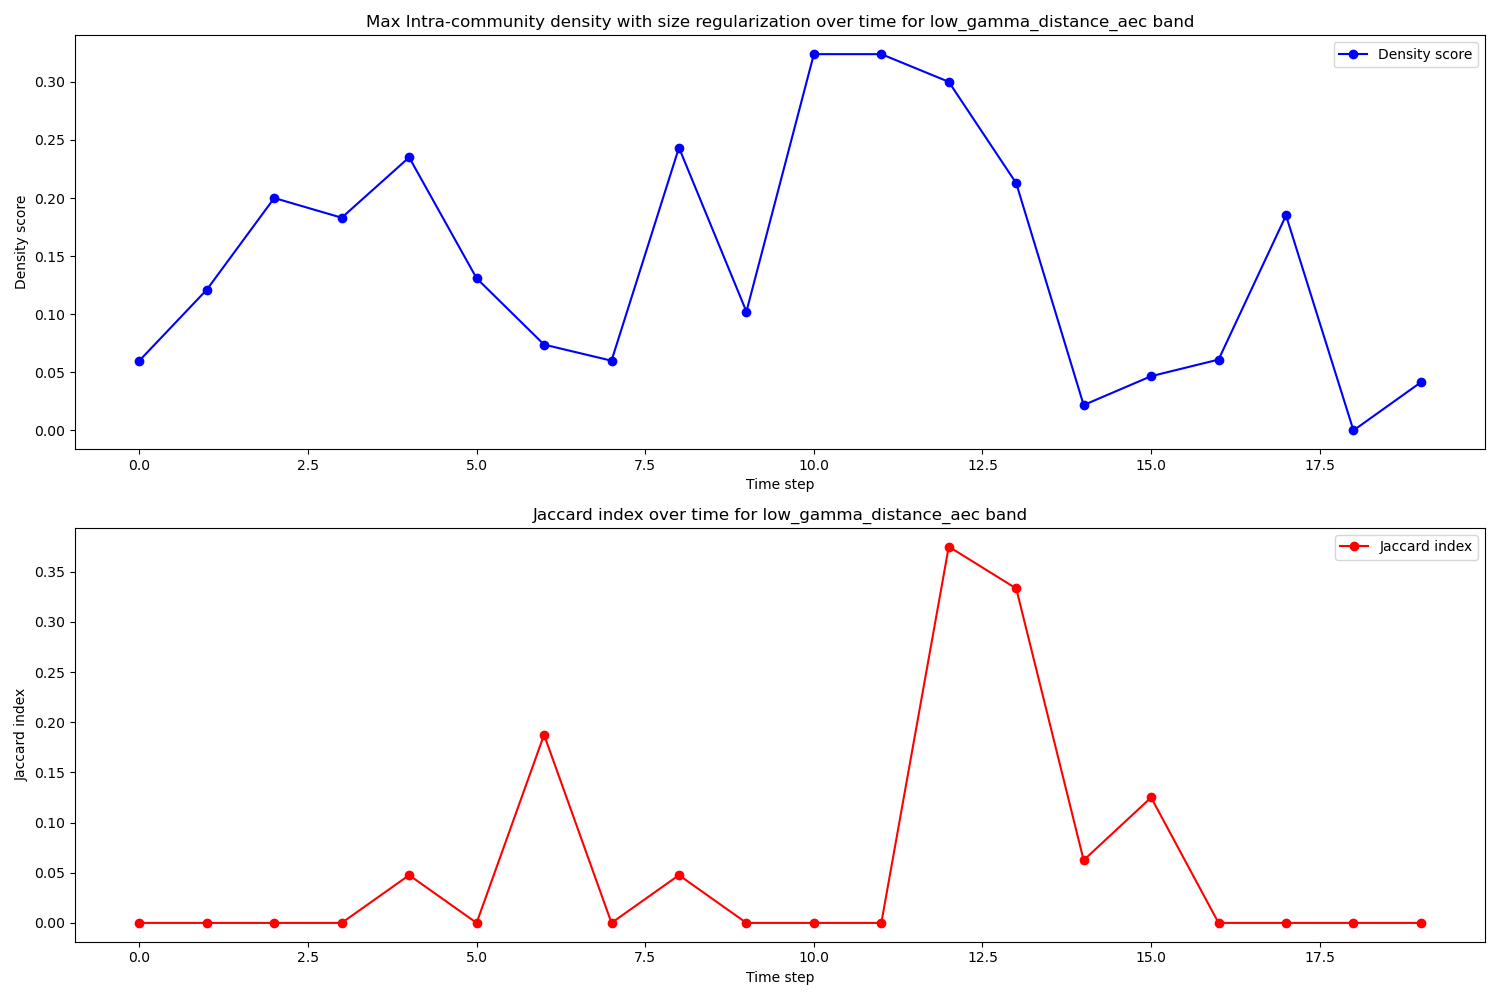 Max Intra-community density with size regularization over time for low_gamma_distance_aec band
Density score
0.30
0.25
0.20
0.15
0.10
0.05
0.00
Density score
0.0 2.5 5.0 7.5 10.0 12.5 15.0 17.5
Time step
Jaccard index over time for low_gamma_distance_aec band
Jaccard index
0.35
0.30
0.25
0.20
0.15
0.10
0.05
0.00
Jaccard index
0.0 2.5 5.0 7.5 10.0 12.5 15.0 17.5
Time step